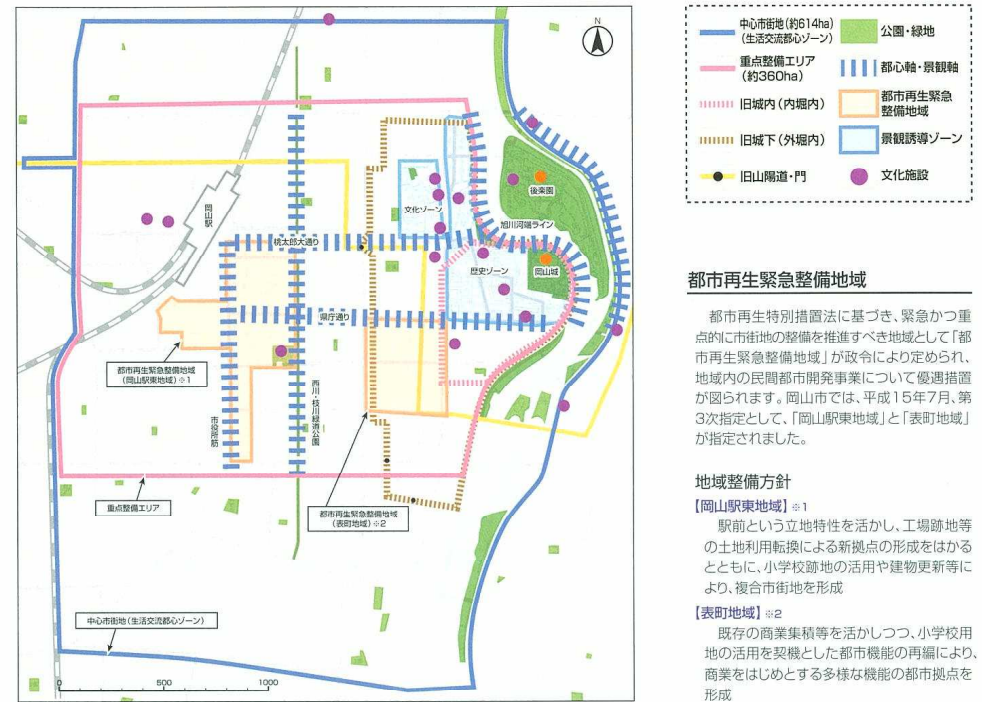 N
岡山駅
桃太郎大通り
文化ゾーン
後楽園
旭川河畔ライン
歴史ゾーン
岡山城
県庁通り
都市再生緊急整備地域
(岡山駅東地域)※1
市役所筋
西川・枝川緑道公園
重点整備エリア
都市再生緊急整備地域
(表町地域)※2
中心市街地(生活交流都心ゾーン)
0 500 1000
中心市街地(約614ha)
(生活交流都心ゾーン)
公園・緑地
重点整備エリア
(約360ha)
都心軸・景観軸
旧城内(内堀内)
都市再生緊急
整備地域
旧城下(外堀内)
景観誘導ゾーン
旧山陽道・門
文化施設
都市再生緊急整備地域
都市再生特別措置法に基づき、緊急かつ重
点的に市街地の整備を推進すべき地域として「都
市再生緊急整備地域」が政令により定められ、
地域内の民間都市開発事業について優遇措置
が図られます。岡山市では、平成15年7月、第
3次指定として、「岡山駅東地域」と「表町地域」
が指定されました。
地域整備方針
【岡山駅東地域】※1
駅前という立地特性を活かし、工場跡地等
の土地利用転換による新拠点の形成をはかる
とともに、小学校跡地の活用や建物更新等に
より、複合市街地を形成
【表町地域】※2
既存の商業集積等を活かしつつ、小学校用
地の活用を契機とした都市機能の再編により、
商業をはじめとする多様な機能の都市拠点を
形成